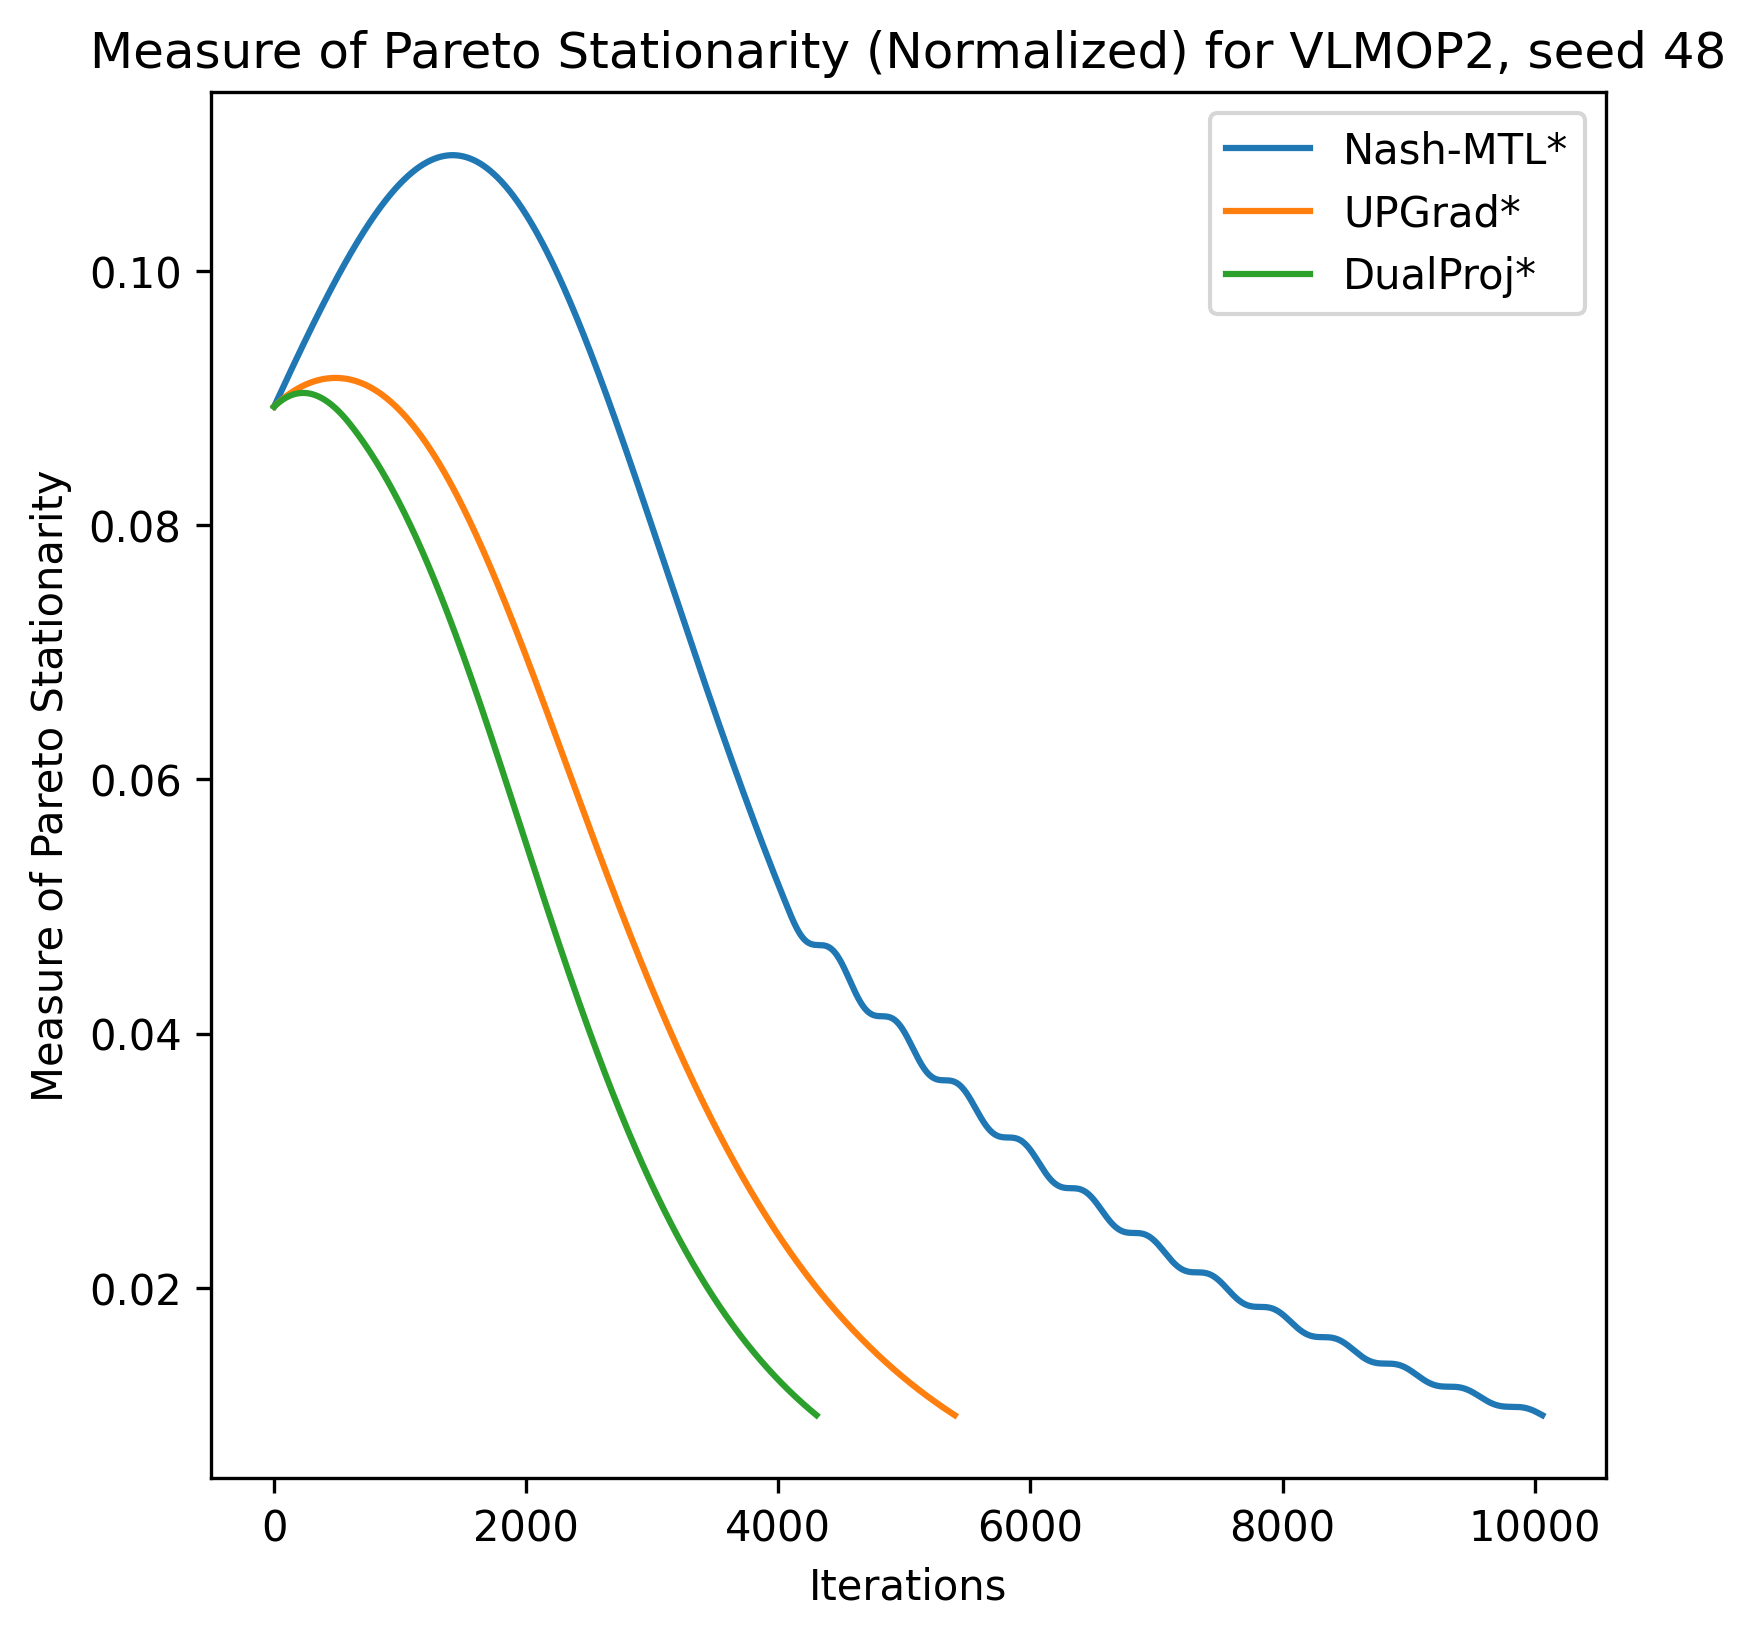 Measure of Pareto Stationarity (Normalized) for VLMOP2, seed 48
Nash-MTL*
UPGrad*
DualProj*
Measure of Pareto Stationarity
0.10
0.08
0.06
0.04
0.02
0
2000
4000
6000
8000
10000
Iterations